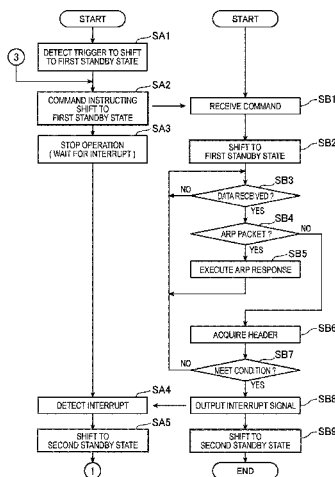 START
START
SA1
DETECT TRIGGER TO SHIFT
TO FIRST STANDBY STATE
3
SA2
COMMAND INSTRUCTING
SHIFT TO
FIRST STANDBY STATE
SB1
RECEIVE COMMAND
SA3
STOP OPERATION
( WAIT FOR INTERRUPT )
SB2
SHIFT TO
FIRST STANDBY STATE
SB3
NO
DATA RECEIVED ?
YES
SB4
NO
ARP PACKET ?
YES
SB5
EXECUTE ARP RESPONSE
SB6
ACQUIRE HEADER
SB7
NO
MEET CONDITION ?
YES
SA4
DETECT INTERRUPT
SB8
OUTPUT INTERRUPT SIGNAL
SA5
SHIFT TO
SECOND STANDBY STATE
SB9
SHIFT TO
SECOND STANDBY STATE
1
END